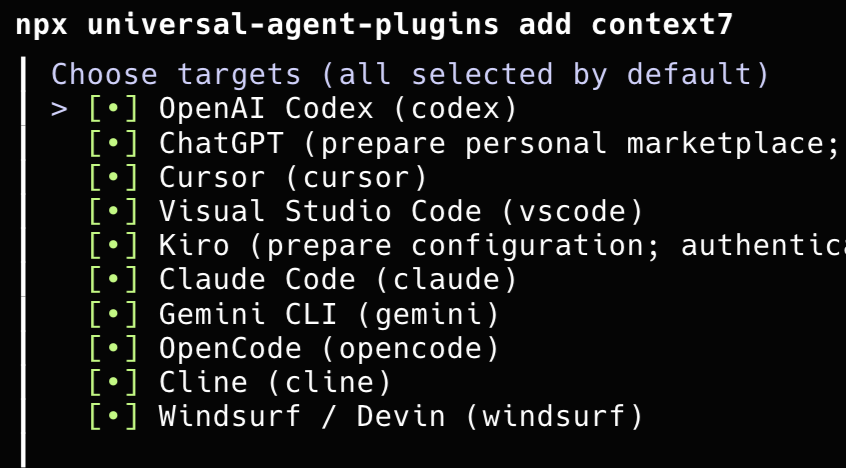 npx universal-agent-plugins add context7
Choose targets (all selected by default)
> [•] OpenAI Codex (codex)
[•] ChatGPT (prepare personal marketplace;
[•] Cursor (cursor)
[•] Visual Studio Code (vscode)
[•] Kiro (prepare configuration; authentica
[•] Claude Code (claude)
[•] Gemini CLI (gemini)
[•] OpenCode (opencode)
[•] Cline (cline)
[•] Windsurf / Devin (windsurf)